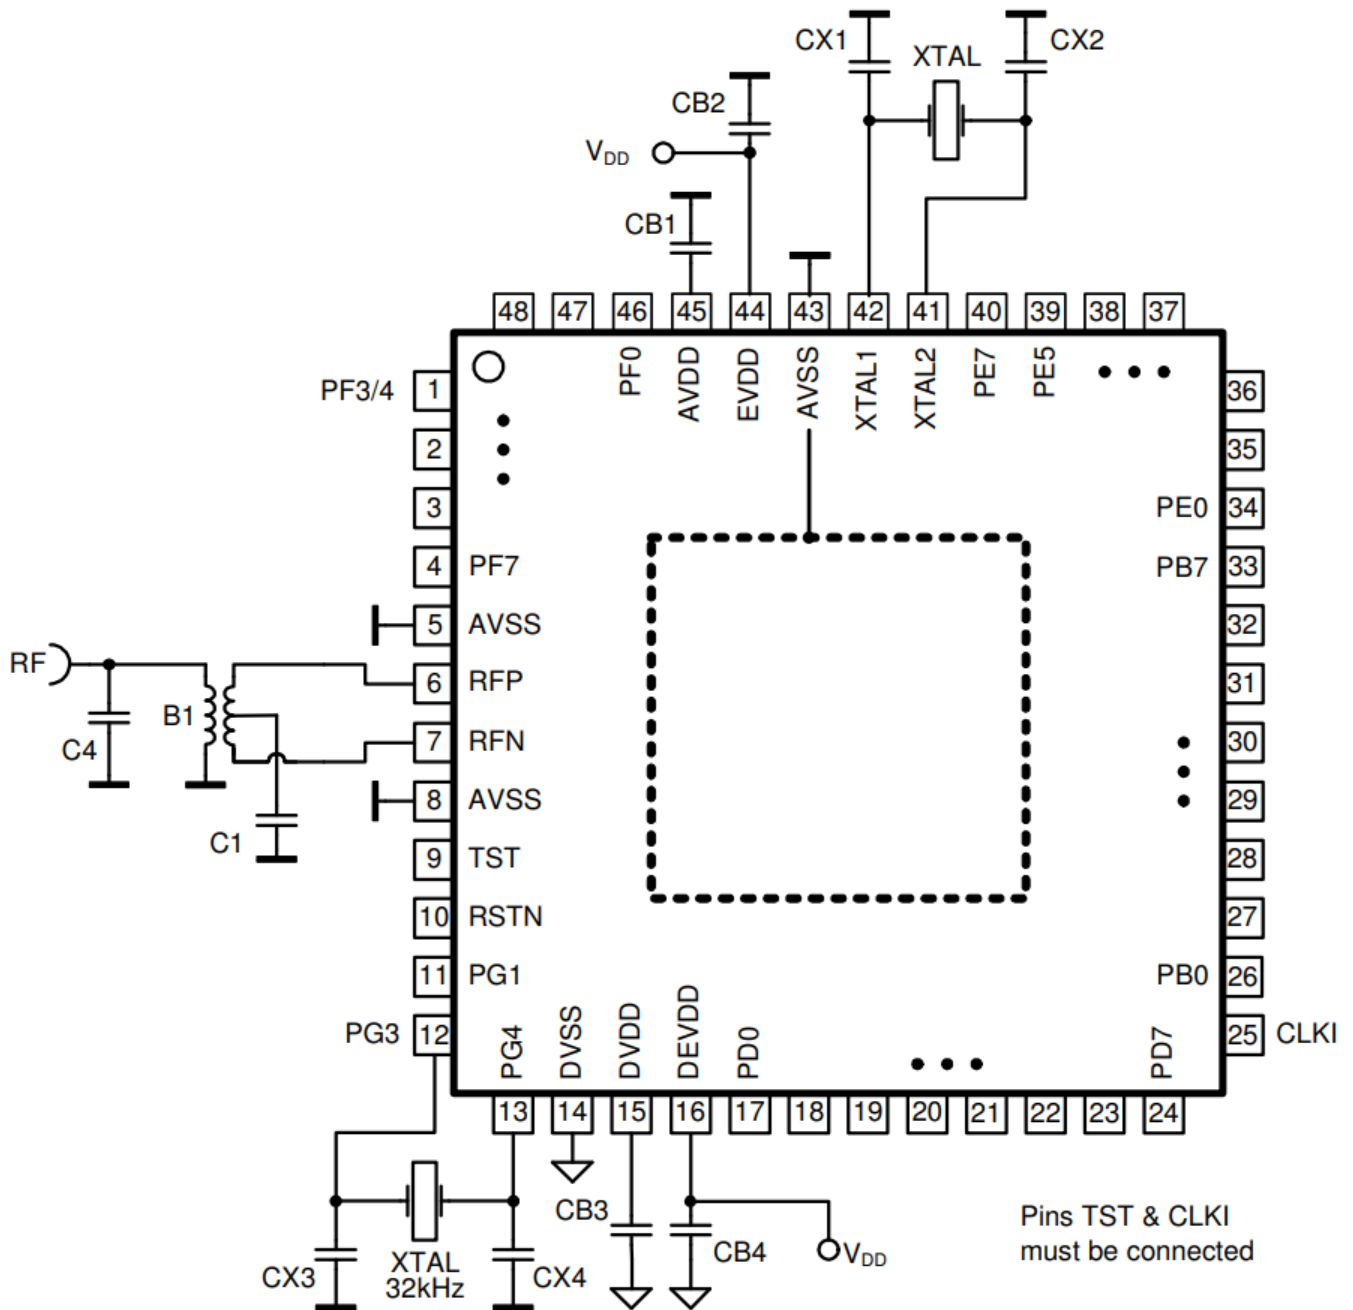 CX1
XTAL
CX2
CB2
V_DD
CB1
48 47 46 45 44 43 42 41 40 39 38 37
PF0
AVDD
EVDD
AVSS
XTAL1
XTAL2
PE7
PE5
PF3/4 1
2
3
4 PF7
5 AVSS
6 RFP
7 RFN
8 AVSS
9 TST
10 RSTN
11 PG1
PG3 12
36
35
PE0 34
PB7 33
32
31
30
29
28
27
PB0 26
25 CLKI
RF
B1
C4
C1
PG4
DVSS
DVDD
DEVDD
PD0
PD7
13 14 15 16 17 18 19 20 21 22 23 24
CB3
CB4
V_DD
CX3
XTAL
32kHz
CX4
Pins TST & CLKI
must be connected